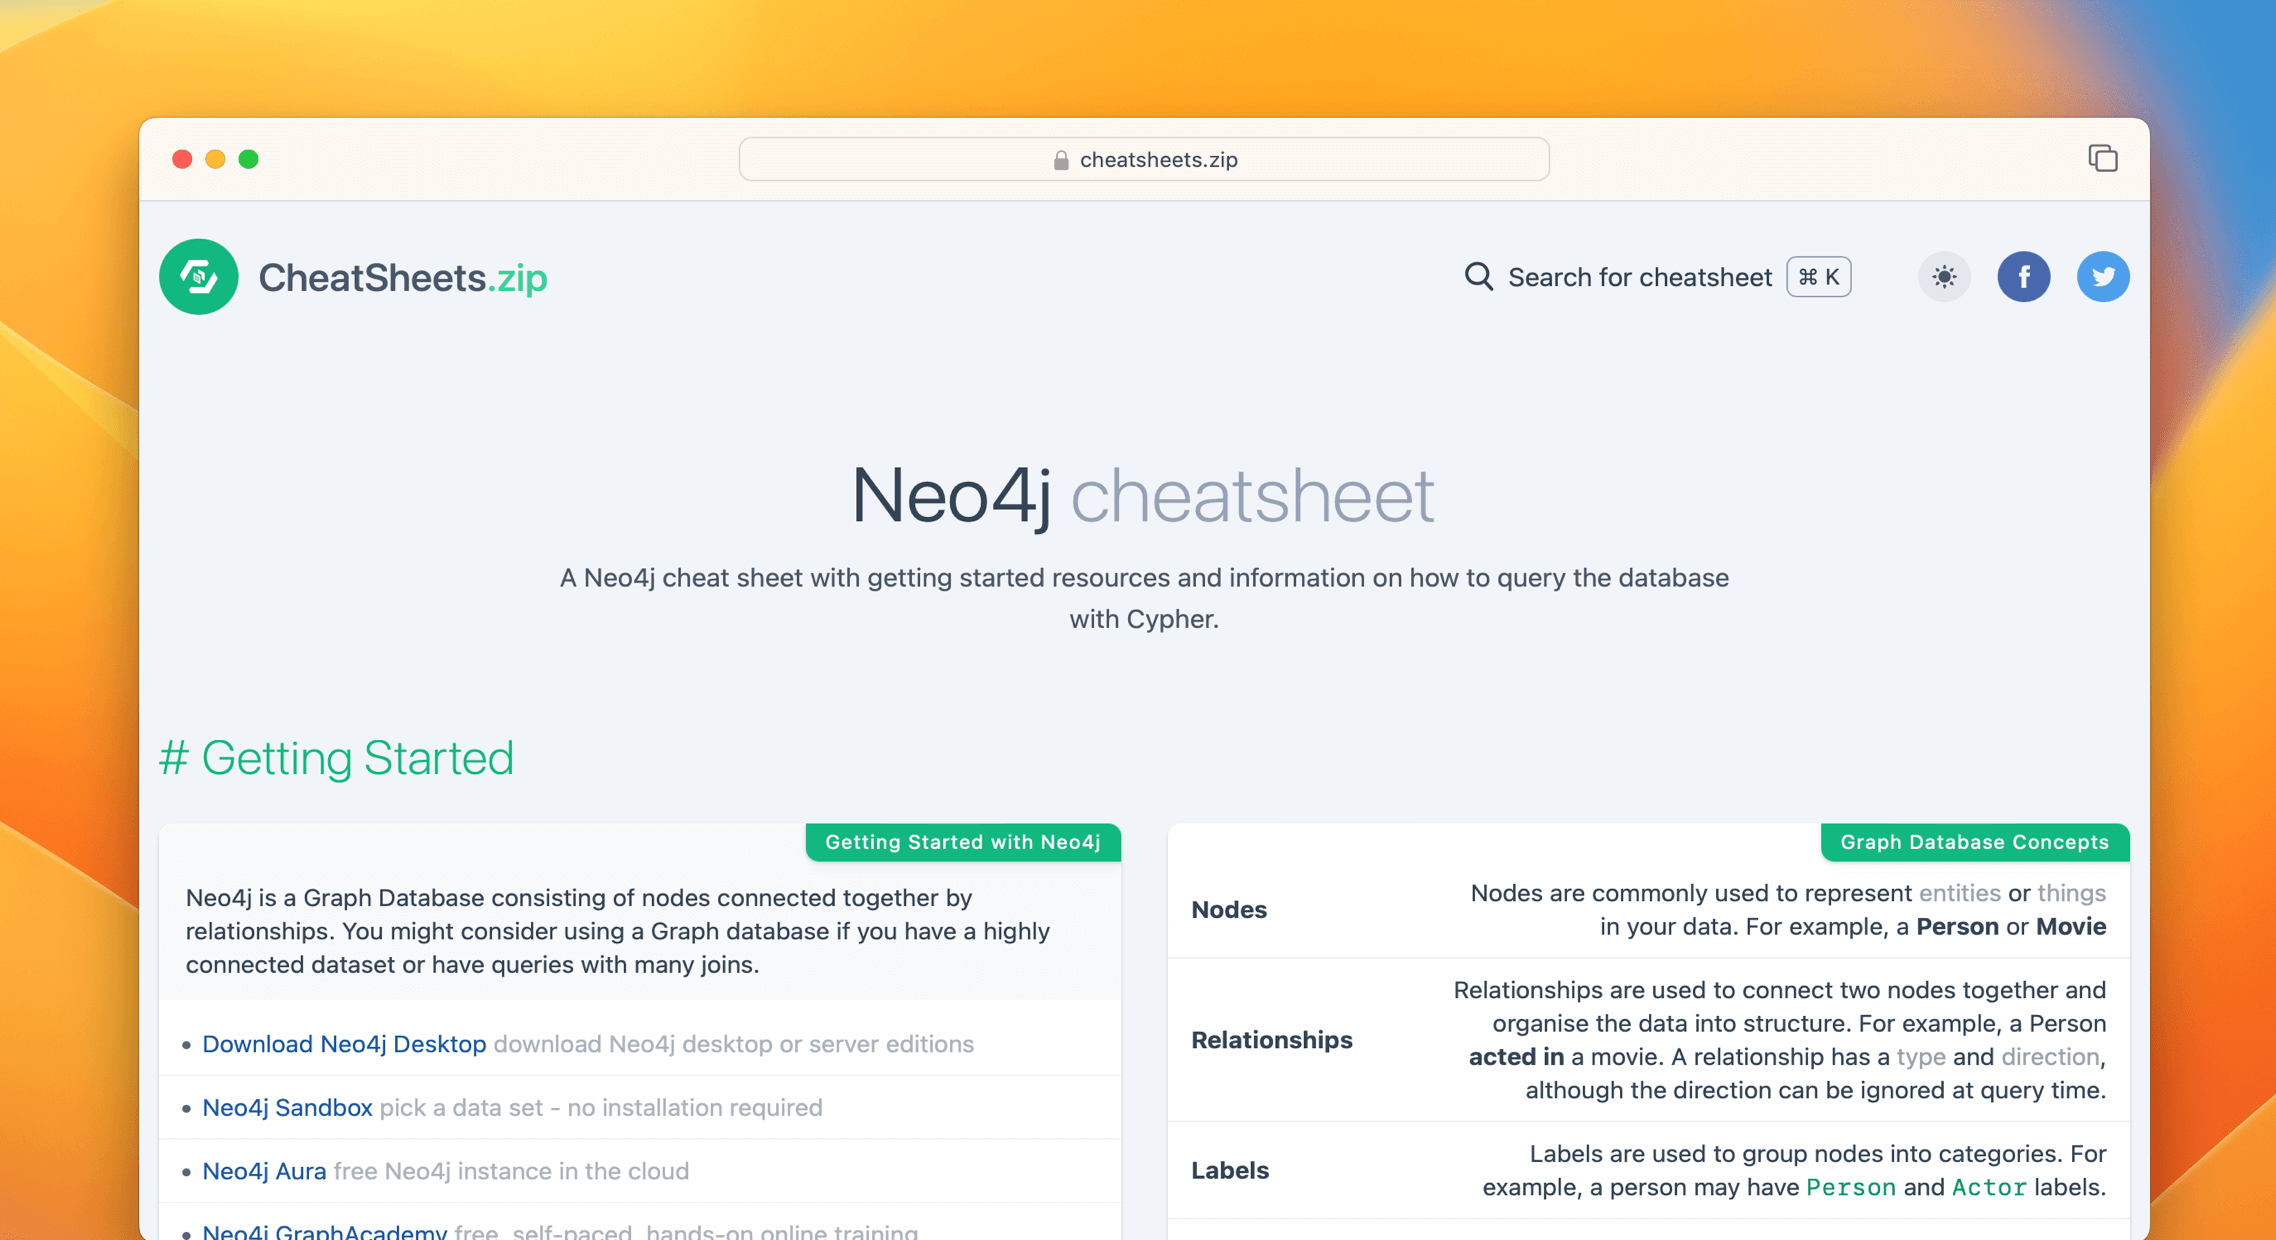 cheatsheets.zip
CheatSheets.zip
Search for cheatsheet ⌘ K
f
Neo4j cheatsheet
A Neo4j cheat sheet with getting started resources and information on how to query the database
with Cypher.
# Getting Started
Getting Started with Neo4j
Neo4j is a Graph Database consisting of nodes connected together by
relationships. You might consider using a Graph database if you have a highly
connected dataset or have queries with many joins.
• Download Neo4j Desktop download Neo4j desktop or server editions
• Neo4j Sandbox pick a data set - no installation required
• Neo4j Aura free Neo4j instance in the cloud
• Neo4j GraphAcademy free, self-paced, hands-on online training
Graph Database Concepts
Nodes
Nodes are commonly used to represent entities or things
in your data. For example, a Person or Movie
Relationships
Relationships are used to connect two nodes together and
organise the data into structure. For example, a Person
acted in a movie. A relationship has a type and direction,
although the direction can be ignored at query time.
Labels
Labels are used to group nodes into categories. For
example, a person may have Person and Actor labels.